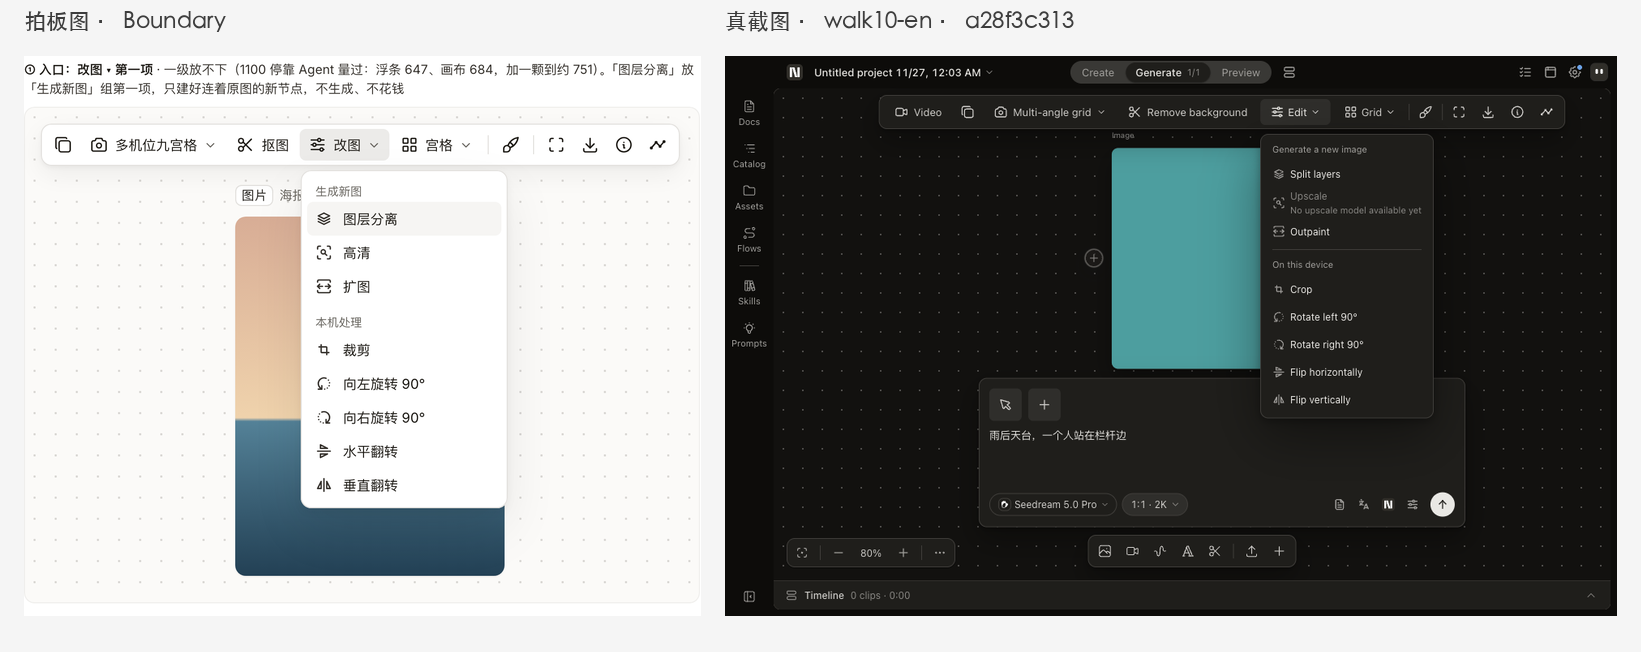 拍板图 · Boundary
① 入口：改图 ▾ 第一项 · 一级放不下（1100 停靠 Agent 量过：浮条 647、画布 684，加一颗到约 751）。「图层分离」放
「生成新图」组第一项，只建好连着原图的新节点，不生成、不花钱
多机位九宫格 抠图 改图 宫格
图片 海报
生成新图
图层分离
高清
扩图
本机处理
裁剪
向左旋转 90°
向右旋转 90°
水平翻转
垂直翻转
真截图 · walk10-en · a28f3c313
N Untitled project 11/27, 12:03 AM Create Generate 1/1 Preview
Docs
Catalog
Assets
Flows
Skills
Prompts
Video Multi-angle grid Remove background Edit Grid
Image
Generate a new image
Split layers
Upscale
No upscale model available yet
Outpaint
On this device
Crop
Rotate left 90°
Rotate right 90°
Flip horizontally
Flip vertically
雨后天台，一个人站在栏杆边
Seedream 5.0 Pro 1:1 · 2K N
80%
Timeline 0 clips · 0:00